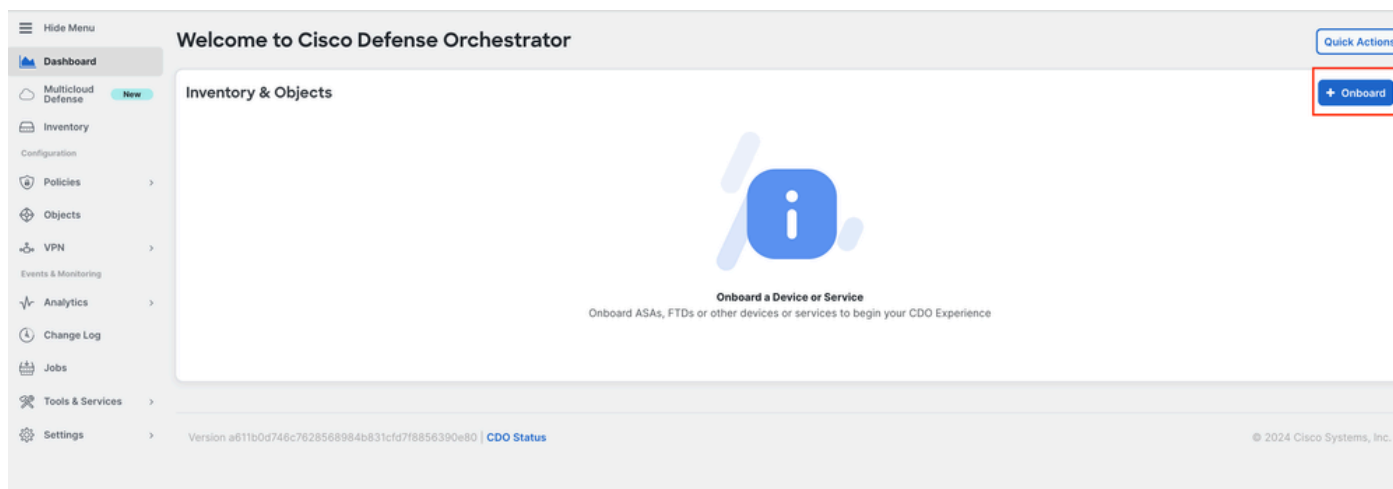 Hide Menu
Dashboard
Multicloud
Defense
New
Inventory
Configuration
Policies
Objects
VPN
Events & Monitoring
Analytics
Change Log
Jobs
Tools & Services
Settings
Welcome to Cisco Defense Orchestrator
Quick Actions
Inventory & Objects
+ Onboard
Onboard a Device or Service
Onboard ASAs, FTDs or other devices or services to begin your CDO Experience
Version a611b0d746c7628568984b831cfd7f8856390e80 | CDO Status
© 2024 Cisco Systems, Inc.